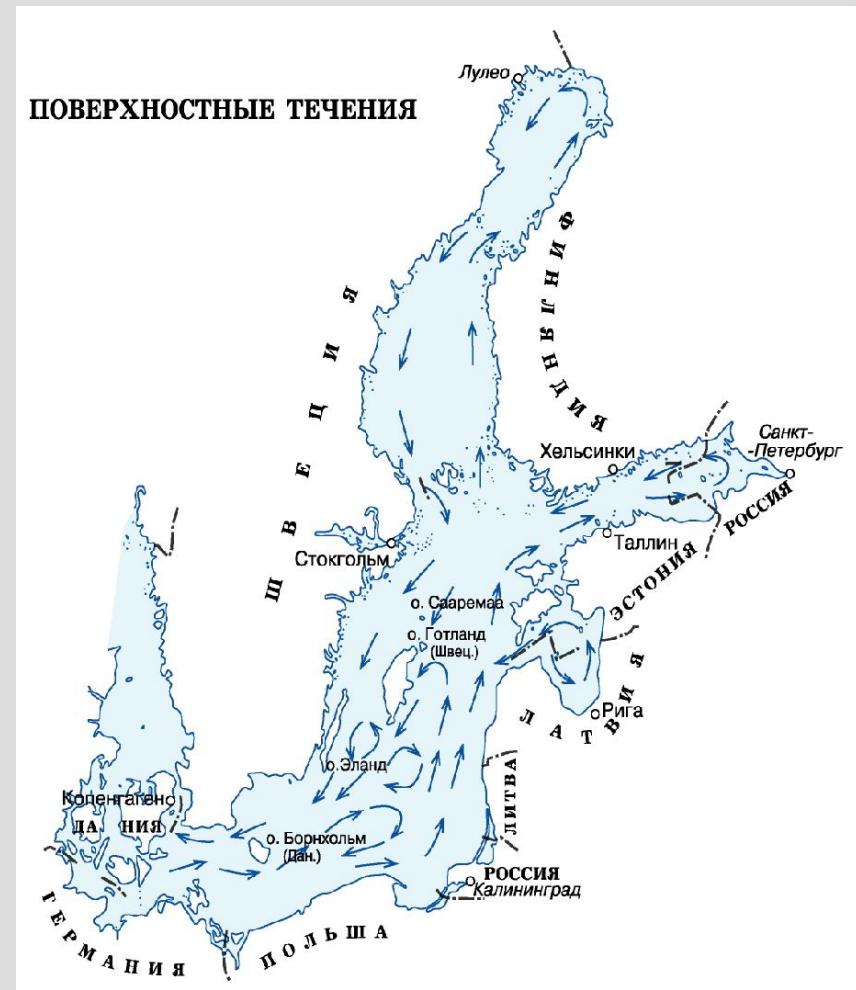 Лулео
ПОВЕРХНОСТНЫЕ ТЕЧЕНИЯ
ФИНЛЯНДИЯ
ШВЕЦИЯ
Санкт-
-Петербург
Хельсинки
РОССИЯ
Таллин
Стокгольм
ЭСТОНИЯ
о. Сааремаа
о. Готланд
(Швец.)
ЛАТВИЯ
Рига
о.Эланд
ЛИТВА
Копенгаген
ДАНИЯ
о. Борнхольм
(Дан.)
РОССИЯ
Калининград
ГЕРМАНИЯ
ПОЛЬША